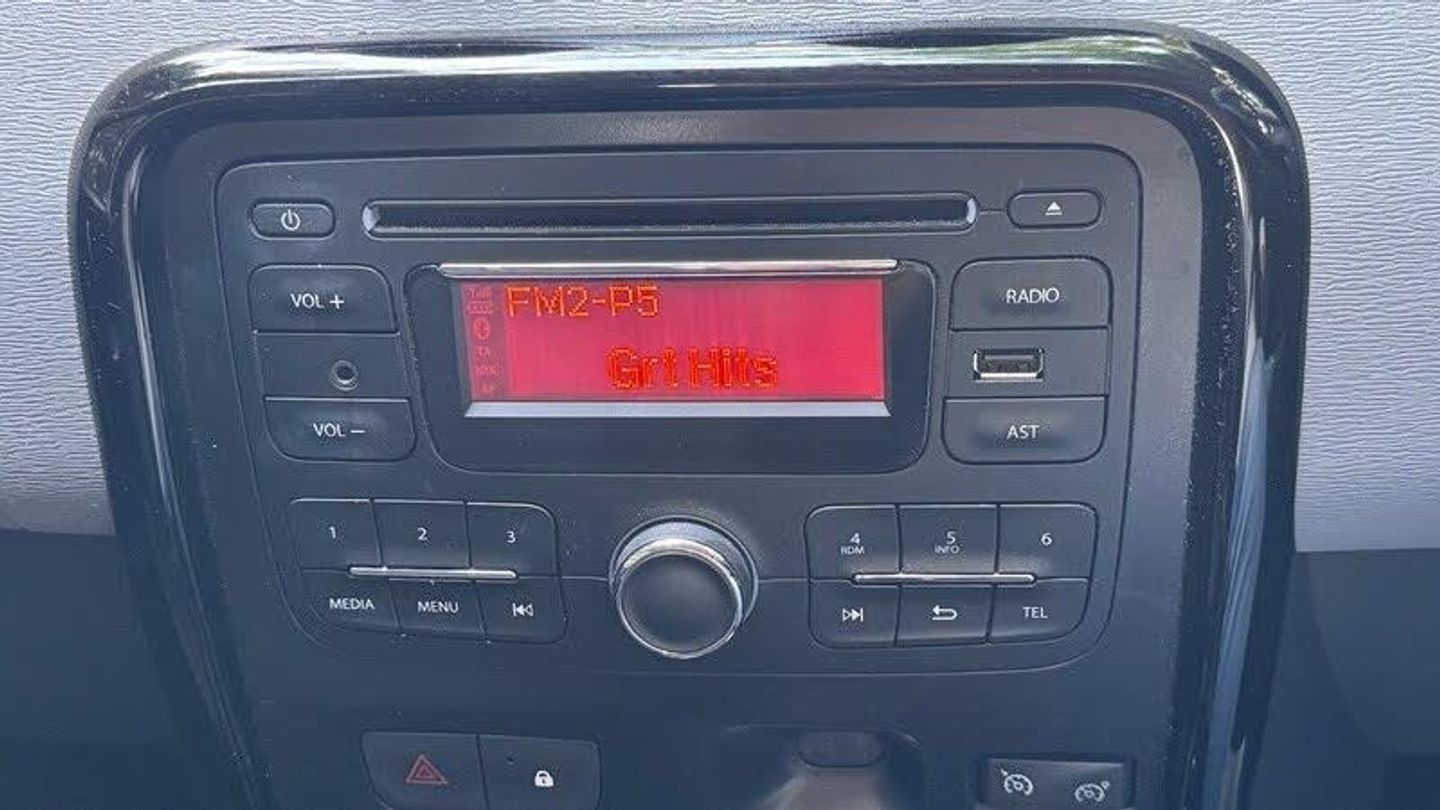 VOL +
FM2-P5
RADIO
TA
Grt Hits
VOL –
AST
1
2
3
4
RDM
5
INFO
6
MEDIA
MENU
TEL